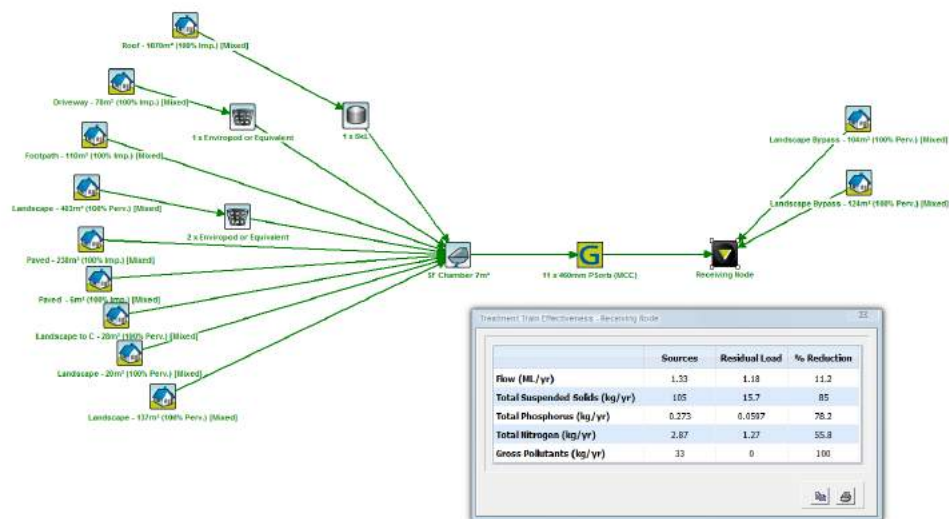 Roof - 1070m² (100% Imp.) [Mixed]
Driveway - 78m² (100% Imp.) [Mixed]
1 x Enviropod or Equivalent
1 x 6kL
Footpath - 110m² (100% Imp.) [Mixed]
Landscape - 403m² (100% Perv.) [Mixed]
2 x Enviropod or Equivalent
Paved - 238m² (100% Imp.) [Mixed]
Paved - 6m² (100% Imp.) [Mixed]
Landscape to C - 28m² (100% Perv.) [Mixed]
Landscape - 20m² (100% Perv.) [Mixed]
Landscape - 137m² (100% Perv.) [Mixed]
SF Chamber 7m²
11 x 460mm PSorb (MCC)
Receiving Node
Landscape Bypass - 104m² (100% Perv.) [Mixed]
Landscape Bypass - 124m² (100% Perv.) [Mixed]
Treatment Train Effectiveness - Receiving Node
Sources Residual Load % Reduction
Flow (ML/yr) 1.33 1.18 11.2
Total Suspended Solids (kg/yr) 105 15.7 85
Total Phosphorus (kg/yr) 0.273 0.0597 78.2
Total Nitrogen (kg/yr) 2.87 1.27 55.8
Gross Pollutants (kg/yr) 33 0 100